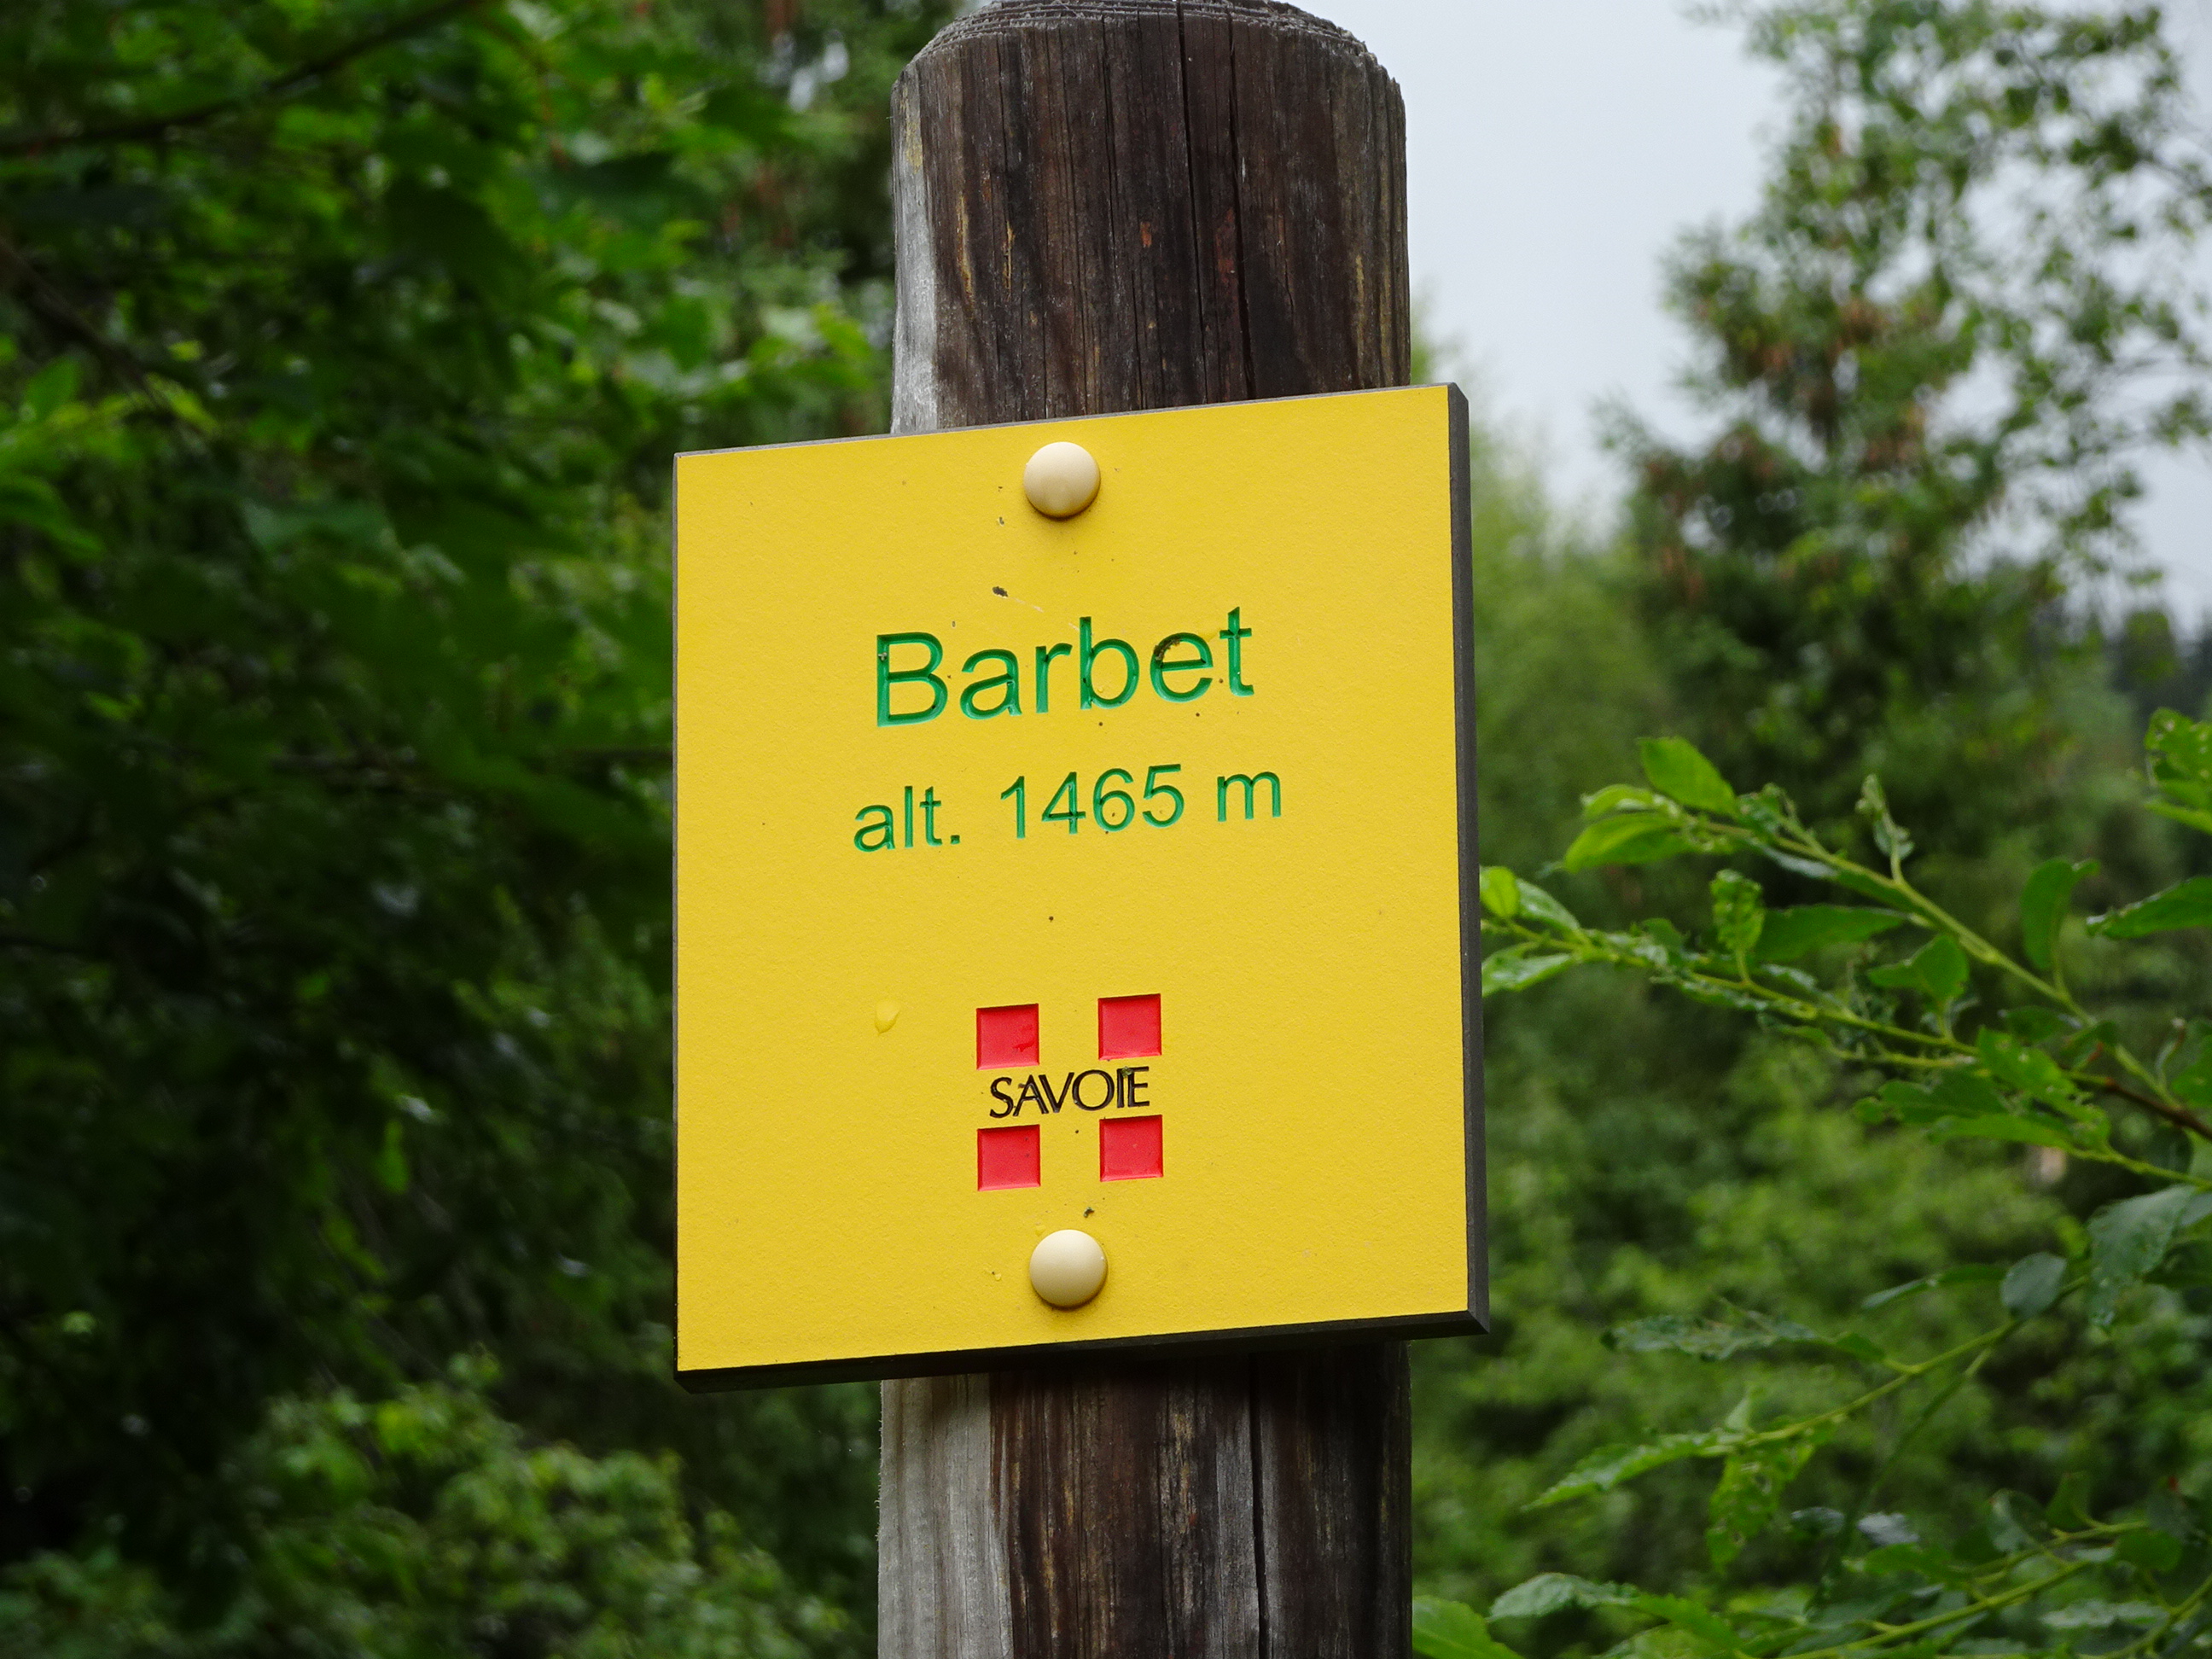 Barbet
alt. 1465 m
SAVOIE